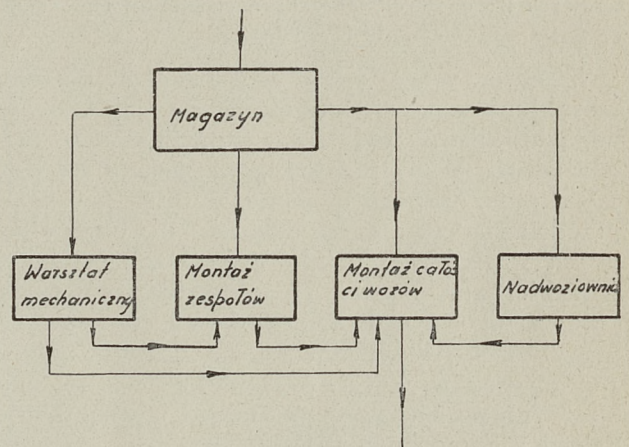 Magazyn
Warsztat
mechaniczny
Montaż
zespołów
Montaż całoś
ci wozów
Nadwoziownia